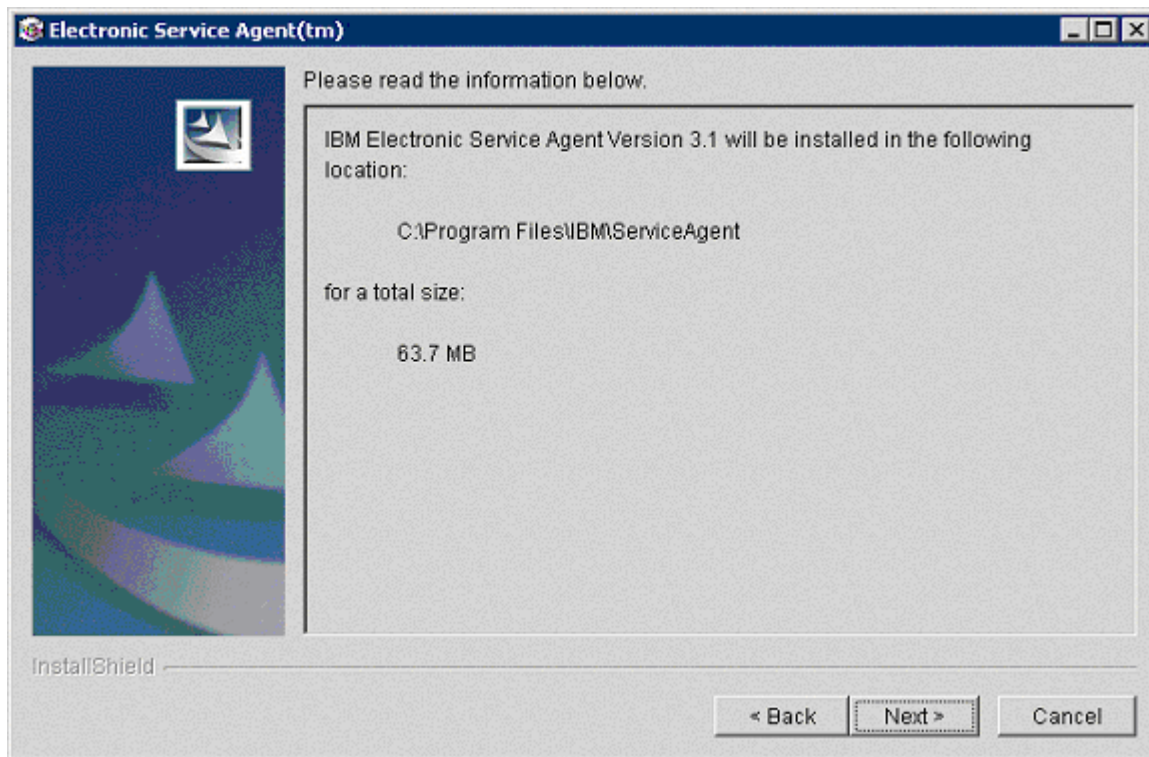 Electronic Service Agent(tm)
Please read the information below.
IBM Electronic Service Agent Version 3.1 will be installed in the following
location:
C:\Program Files\IBM\ServiceAgent
for a total size:
63.7 MB
InstallShield
< Back Next > Cancel